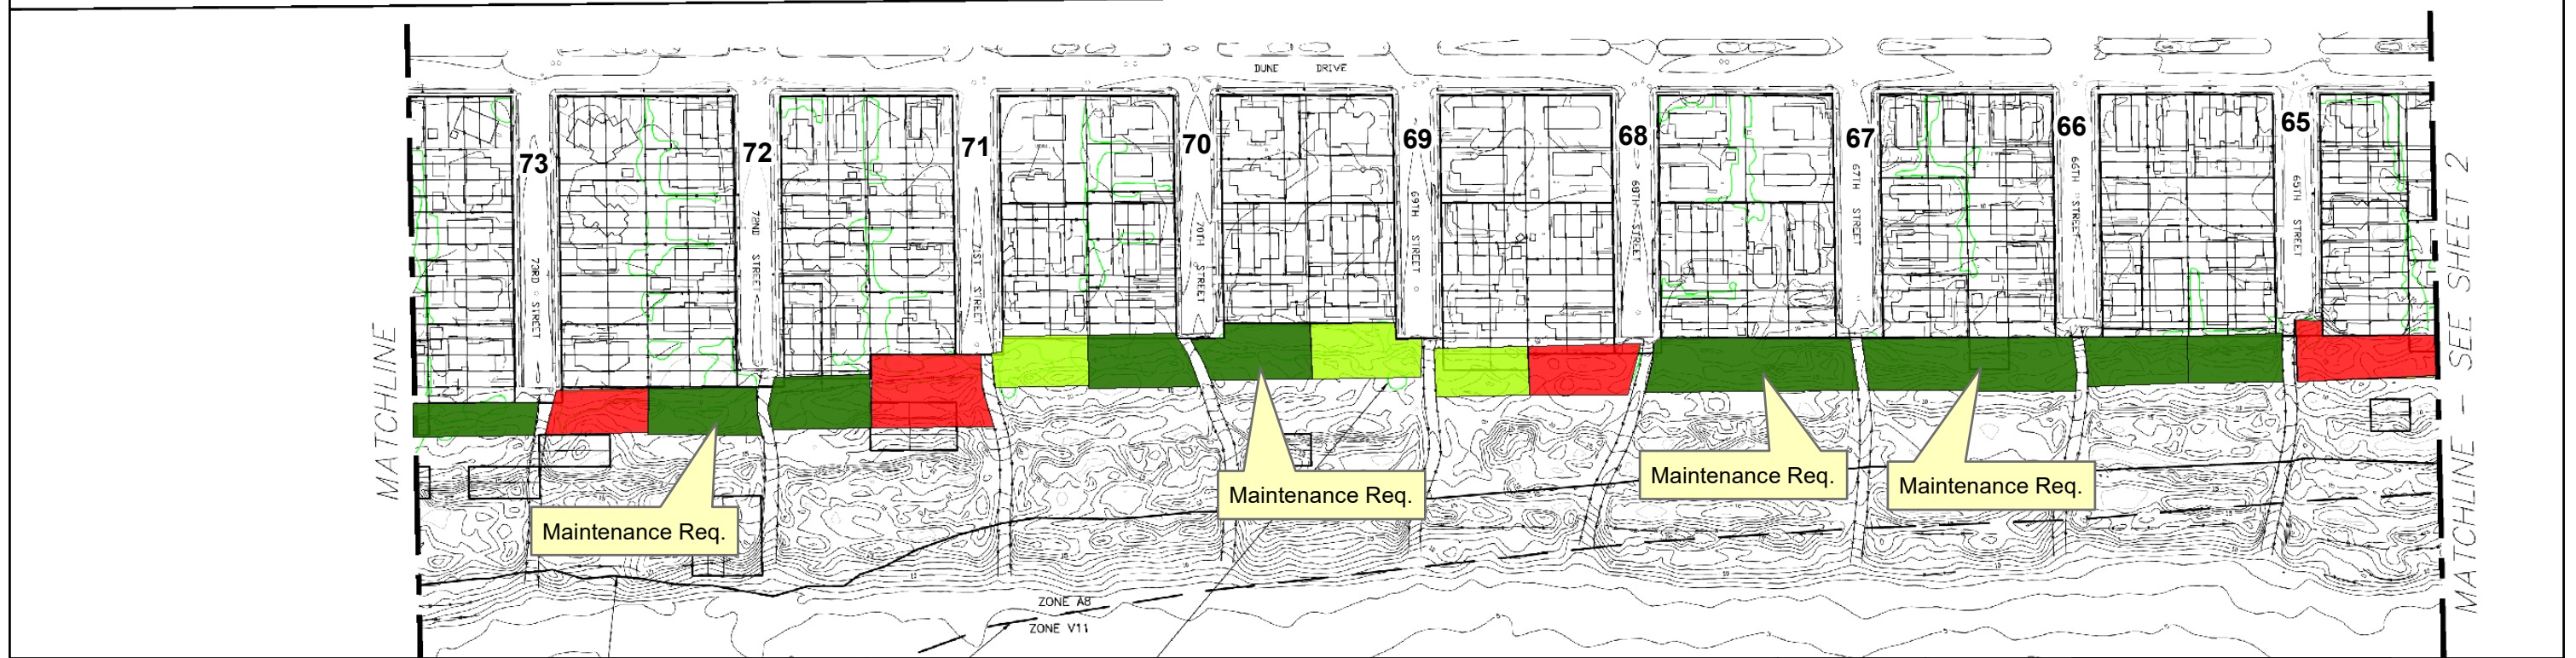 DUNE DRIVE
73
72
71
70
69
68
67
66
65
73RD STREET
72ND STREET
71ST STREET
70TH STREET
69TH STREET
68TH STREET
67TH STREET
66TH STREET
65TH STREET
MATCHLINE
MATCHLINE - SEE SHEET 2
Maintenance Req.
Maintenance Req.
Maintenance Req.
Maintenance Req.
ZONE A8
ZONE V11